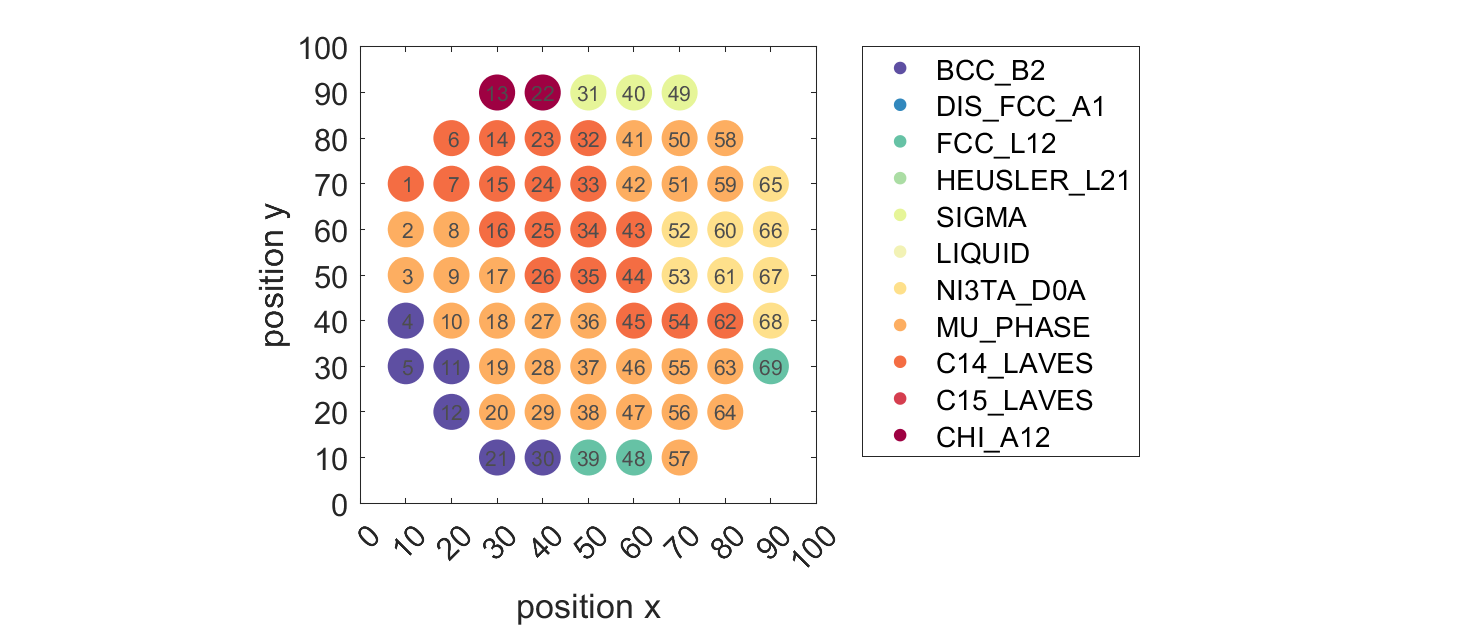 100
90
80
70
60
50
40
30
20
10
0
position y
13 22 31 40 49
6 14 23 32 41 50 58
1 7 15 24 33 42 51 59 65
2 8 16 25 34 43 52 60 66
3 9 17 26 35 44 53 61 67
4 10 18 27 36 45 54 62 68
5 11 19 28 37 46 55 63 69
12 20 29 38 47 56 64
21 30 39 48 57
0 10 20 30 40 50 60 70 80 90 100
position x
BCC_B2
DIS_FCC_A1
FCC_L12
HEUSLER_L21
SIGMA
LIQUID
NI3TA_D0A
MU_PHASE
C14_LAVES
C15_LAVES
CHI_A12